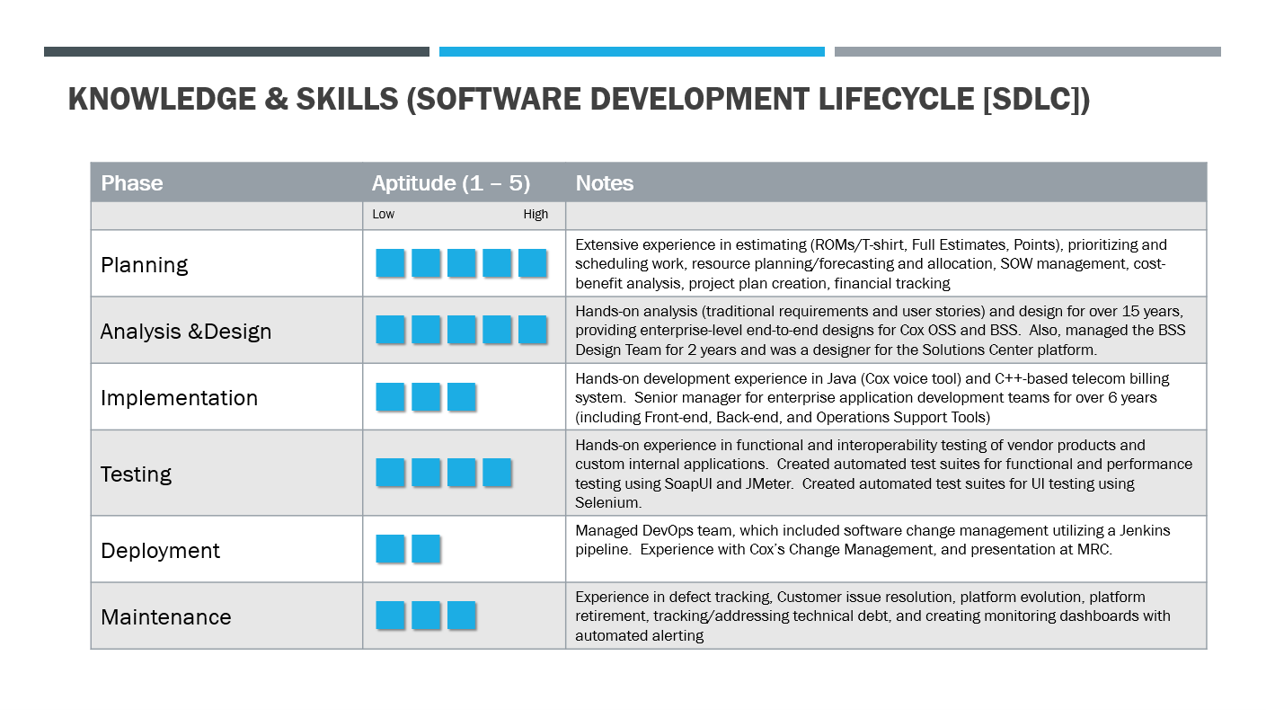 KNOWLEDGE & SKILLS (SOFTWARE DEVELOPMENT LIFECYCLE [SDLC])
Phase Aptitude (1 – 5) Notes
Low High
Planning
Extensive experience in estimating (ROMs/T-shirt, Full Estimates, Points), prioritizing and
scheduling work, resource planning/forecasting and allocation, SOW management, cost-
benefit analysis, project plan creation, financial tracking
Analysis &Design
Hands-on analysis (traditional requirements and user stories) and design for over 15 years,
providing enterprise-level end-to-end designs for Cox OSS and BSS.  Also, managed the BSS
Design Team for 2 years and was a designer for the Solutions Center platform.
Implementation
Hands-on development experience in Java (Cox voice tool) and C++-based telecom billing
system.  Senior manager for enterprise application development teams for over 6 years
(including Front-end, Back-end, and Operations Support Tools)
Testing
Hands-on experience in functional and interoperability testing of vendor products and
custom internal applications.  Created automated test suites for functional and performance
testing using SoapUI and JMeter.  Created automated test suites for UI testing using
Selenium.
Deployment
Managed DevOps team, which included software change management utilizing a Jenkins
pipeline.  Experience with Cox's Change Management, and presentation at MRC.
Maintenance
Experience in defect tracking, Customer issue resolution, platform evolution, platform
retirement, tracking/addressing technical debt, and creating monitoring dashboards with
automated alerting